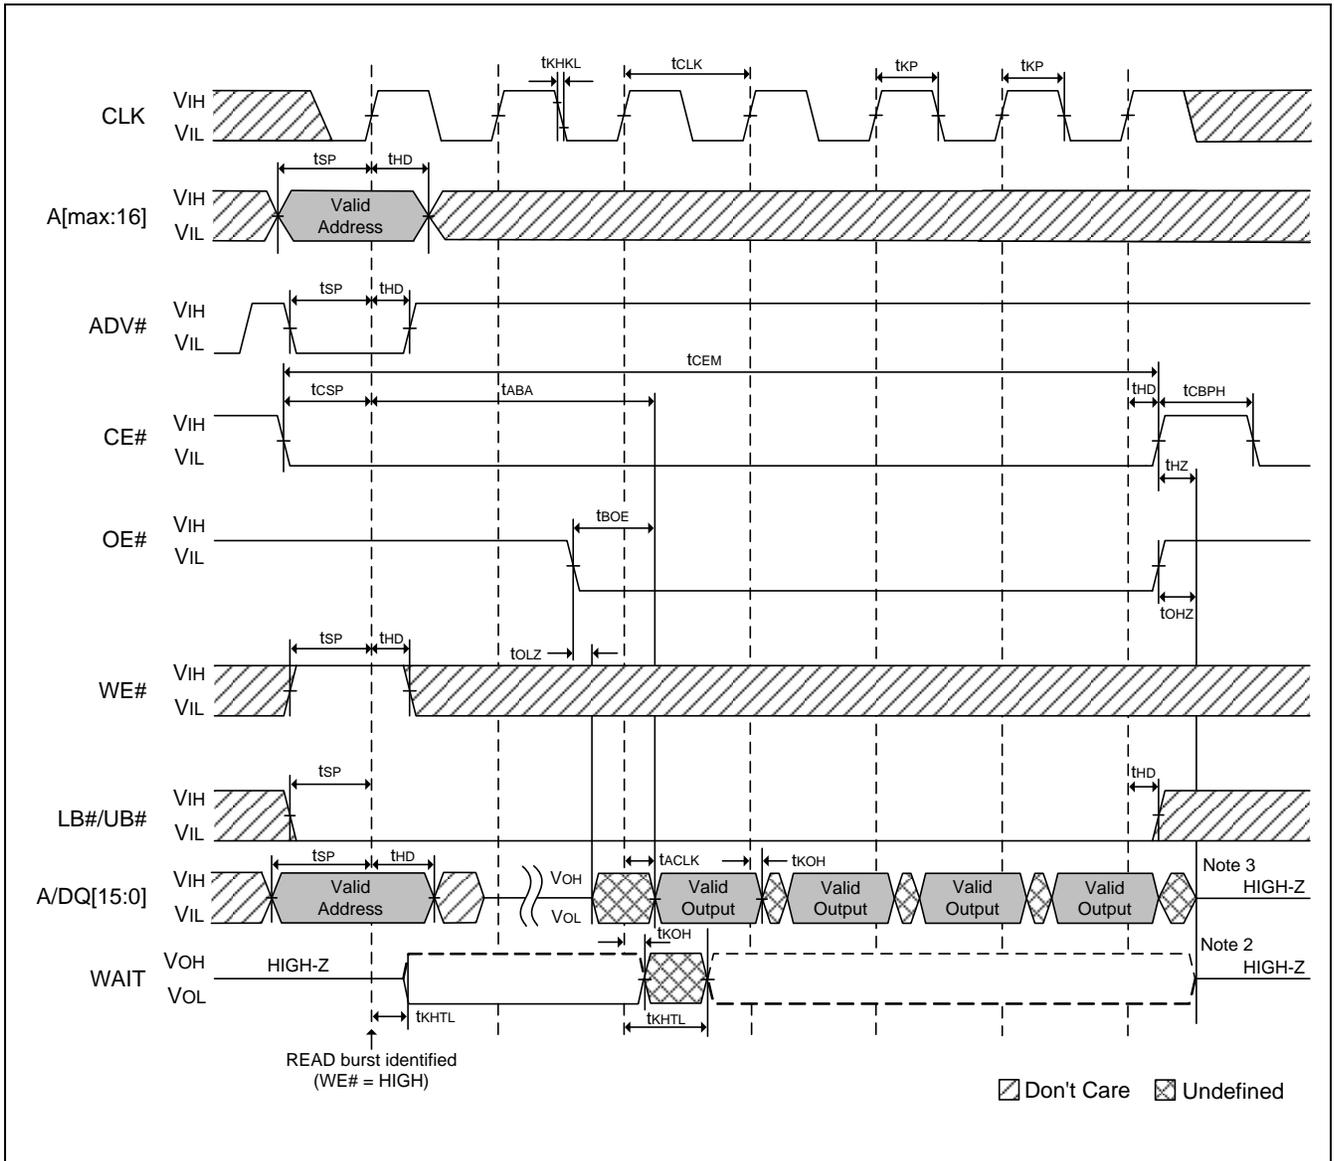 tKHKL
tCLK
tKP
tKP
CLK
VIH
VIL
tSP
tHD
A[max:16]
VIH
VIL
Valid
Address
tSP
tHD
ADV#
VIH
VIL
tCEM
tCSP
tABA
tHD
tCBPH
CE#
VIH
VIL
tHZ
tBOE
OE#
VIH
VIL
tOHZ
tSP
tHD
tOLZ
WE#
VIH
VIL
tSP
tHD
LB#/UB#
VIH
VIL
tSP
tHD
tACLK
tKOH
A/DQ[15:0]
VIH
VIL
Valid
Address
VOH
VOL
Valid
Output
Valid
Output
Valid
Output
Valid
Output
Note 3
HIGH-Z
tKOH
WAIT
VOH
VOL
HIGH-Z
Note 2
HIGH-Z
tKHTL
tKHTL
READ burst identified
(WE# = HIGH)
Don't Care
Undefined